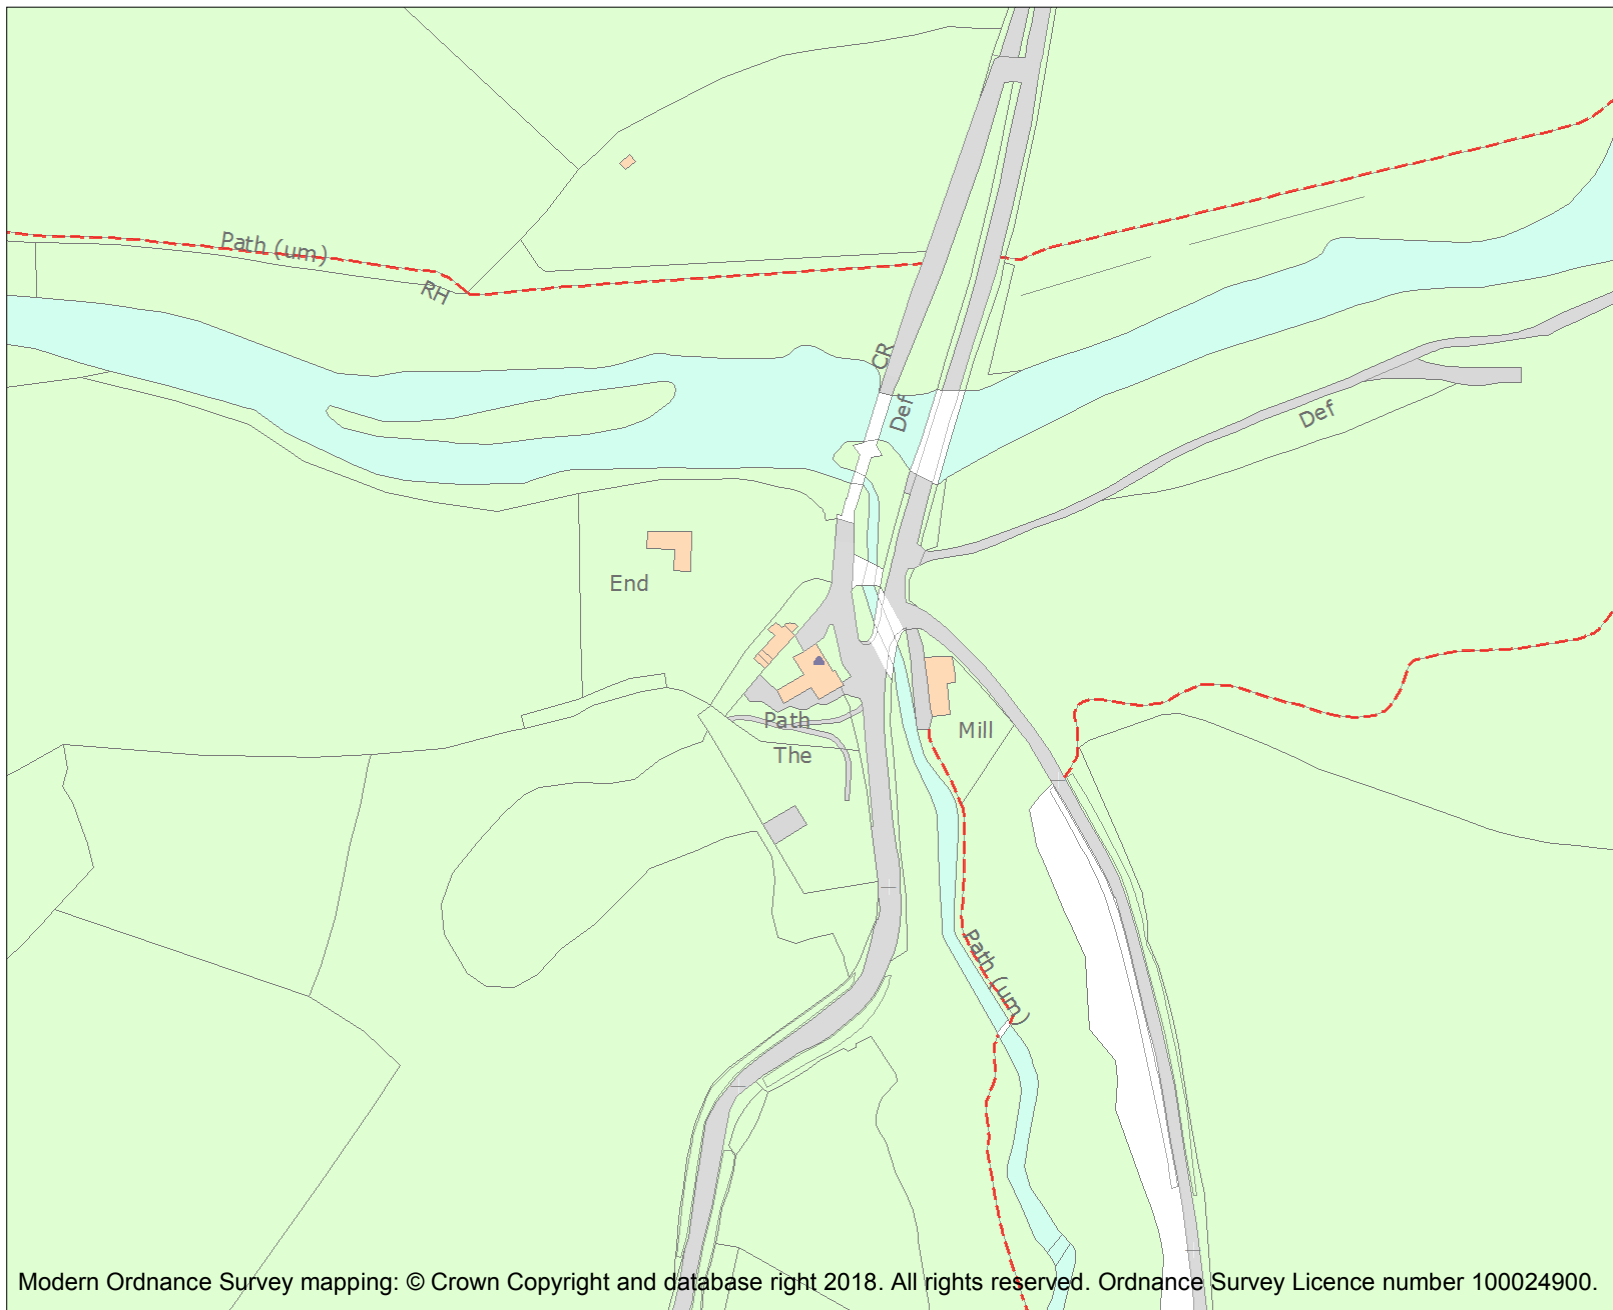 Path (um)
RH
CR
Def
Def
End
Path
The
Mill
Path (um)
Modern Ordnance Survey mapping: © Crown Copyright and database right 2018. All rights reserved. Ordnance Survey Licence number 100024900.